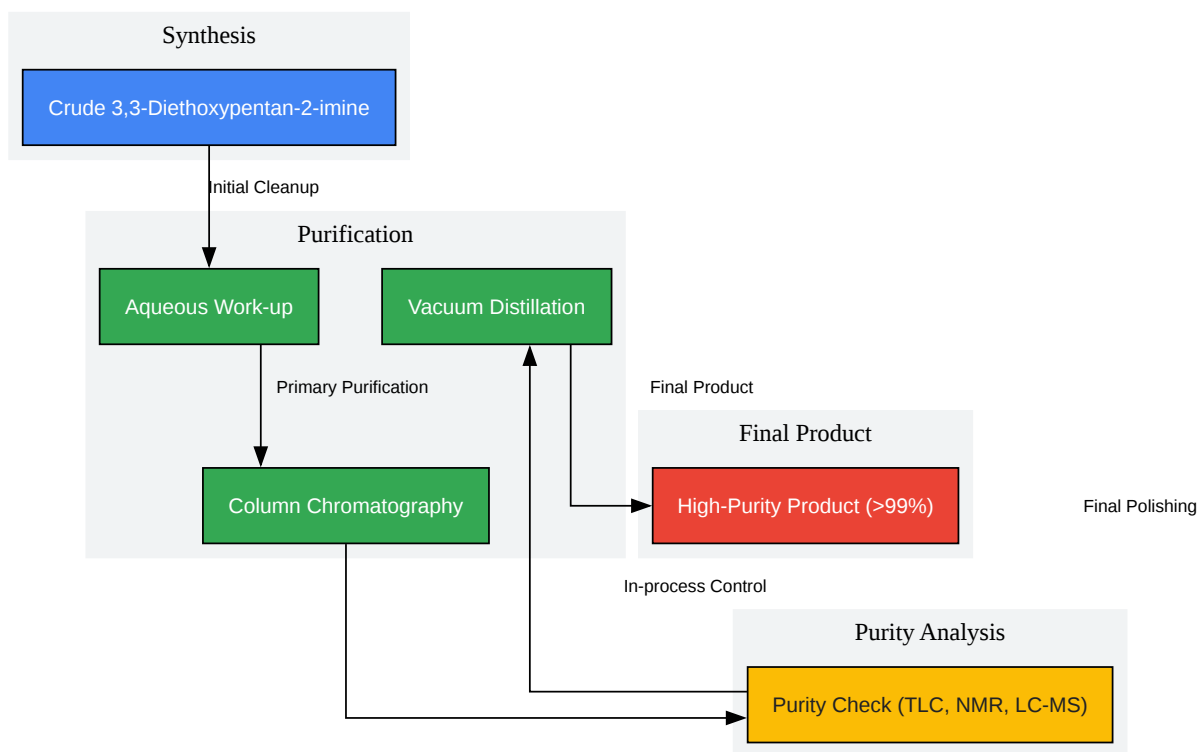 Synthesis
Crude 3,3-Diethoxypentan-2-imine
Initial Cleanup
Purification
Aqueous Work-up
Vacuum Distillation
Primary Purification
Final Product
Final Product
Column Chromatography
High-Purity Product (>99%)
Final Polishing
In-process Control
Purity Analysis
Purity Check (TLC, NMR, LC-MS)